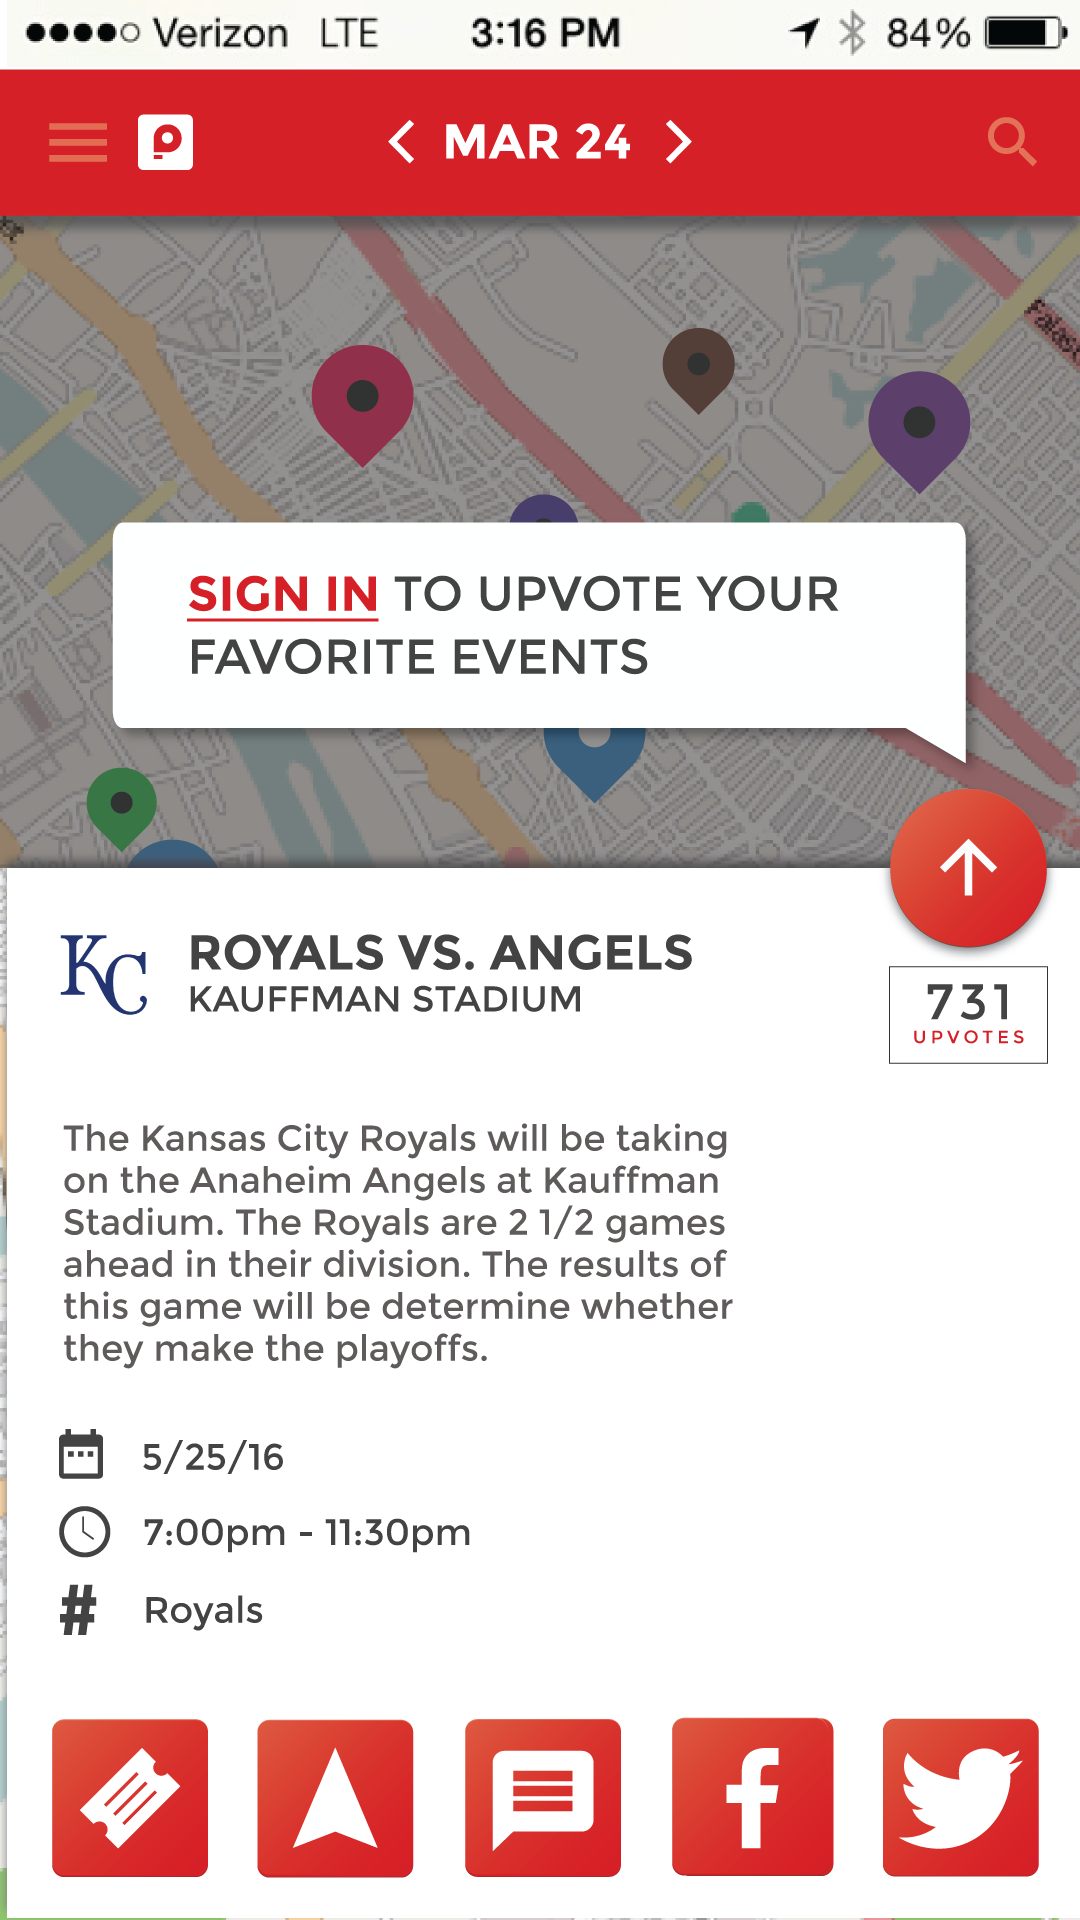 Verizon LTE 3:16 PM 84%
MAR 24
SIGN IN TO UPVOTE YOUR
FAVORITE EVENTS
KC
ROYALS VS. ANGELS
KAUFFMAN STADIUM
731
UPVOTES
The Kansas City Royals will be taking
on the Anaheim Angels at Kauffman
Stadium. The Royals are 2 1/2 games
ahead in their division. The results of
this game will be determine whether
they make the playoffs.
5/25/16
7:00pm - 11:30pm
# Royals